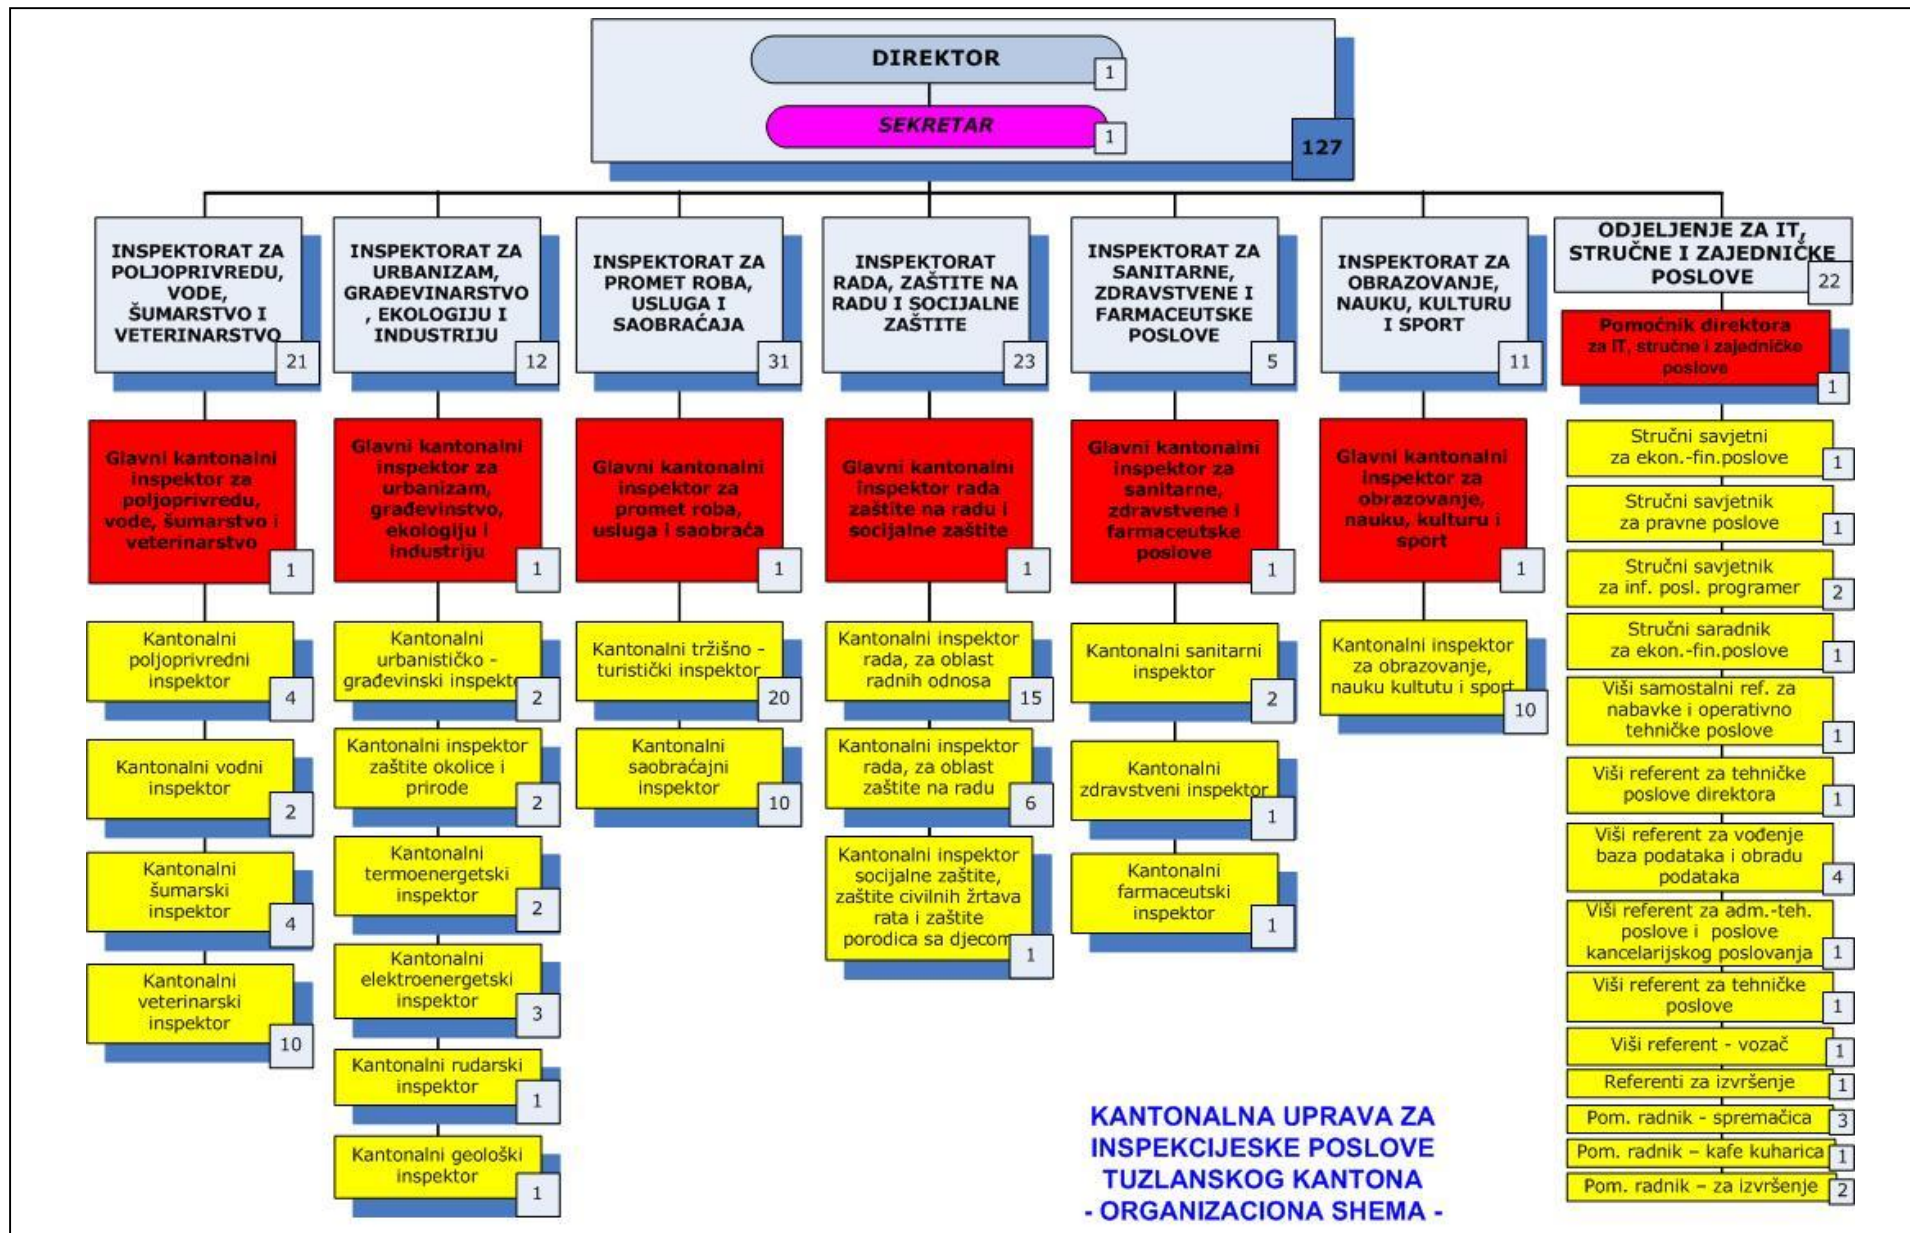 DIREKTOR
1
SEKRETAR
1
127
INSPEKTORAT ZA
POLJOPRIVREDU,
VODE,
ŠUMARSTVO I
VETERINARSTVO
21
Glavni kantonalni
inspektor za
poljoprivredu,
vode, šumarstvo i
veterinarstvo
1
Kantonalni
poljoprivredni
inspektor
4
Kantonalni vodni
inspektor
2
Kantonalni
šumarski
inspektor
4
Kantonalni
veterinarski
inspektor
10
INSPEKTORAT ZA
URBANIZAM,
GRAĐEVINARSTVO
, EKOLOGIJU I
INDUSTRIJU
12
Glavni kantonalni
inspektor za
urbanizam,
građevinstvo,
ekologiju i
industriju
1
Kantonalni
urbanističko -
građevinski inspekto
2
Kantonalni inspektor
zaštite okolice i
prirode
2
Kantonalni
termoenergetski
inspektor
2
Kantonalni
elektroenergetski
inspektor
3
Kantonalni rudarski
inspektor
1
Kantonalni geološki
inspektor
1
INSPEKTORAT ZA
PROMET ROBA,
USLUGA I
SAOBRAĆAJA
31
Glavni kantonalni
inspektor za
promet roba,
usluga i saobraća
1
Kantonalni tržišno -
turistički inspektor
20
Kantonalni
saobraćajni
inspektor
10
INSPEKTORAT
RADA, ZAŠTITE NA
RADU I SOCIJALNE
ZAŠTITE
23
Glavni kantonalni
inspektor rada
zaštite na radu i
socijalne zaštite
1
Kantonalni inspektor
rada, za oblast
radnih odnosa
15
Kantonalni inspektor
rada, za oblast
zaštite na radu
6
Kantonalni inspektor
socijalne zaštite,
zaštite civilnih žrtava
rata i zaštite
porodica sa djecom
1
INSPEKTORAT ZA
SANITARNE,
ZDRAVSTVENE I
FARMACEUTSKE
POSLOVE
5
Glavni kantonalni
inspektor za
sanitarne,
zdravstvene i
farmaceutske
poslove
1
Kantonalni sanitarni
inspektor
2
Kantonalni
zdravstveni inspektor
1
Kantonalni
farmaceutski
inspektor
1
INSPEKTORAT ZA
OBRAZOVANJE,
NAUKU, KULTURU
I SPORT
11
Glavni kantonalni
inspektor za
obrazovanje,
nauku, kulturu i
sport
1
Kantonalni inspektor
za obrazovanje,
nauku kultutu i sport
10
ODJELJENJE ZA IT,
STRUČNE I ZAJEDNIČKE
POSLOVE
22
Pomoćnik direktora
za IT, stručne i zajedničke
poslove
1
Stručni savjetni
za ekon.-fin.poslove
1
Stručni savjetnik
za pravne poslove
1
Stručni savjetnik
za inf. posl. programer
2
Stručni saradnik
za ekon.-fin.poslove
1
Viši samostalni ref. za
nabavke i operativno
tehničke poslove
1
Viši referent za tehničke
poslove direktora
1
Viši referent za vođenje
baza podataka i obradu
podataka
4
Viši referent za adm.-teh.
poslove i poslove
kancelarijskog poslovanja
1
Viši referent za tehničke
poslove
1
Viši referent - vozač
1
Referenti za izvršenje
1
Pom. radnik - spremačica
3
Pom. radnik – kafe kuharica
1
Pom. radnik – za izvršenje
2
KANTONALNA UPRAVA ZA
INSPEKCIJESKE POSLOVE
TUZLANSKOG KANTONA
- ORGANIZACIONA SHEMA -